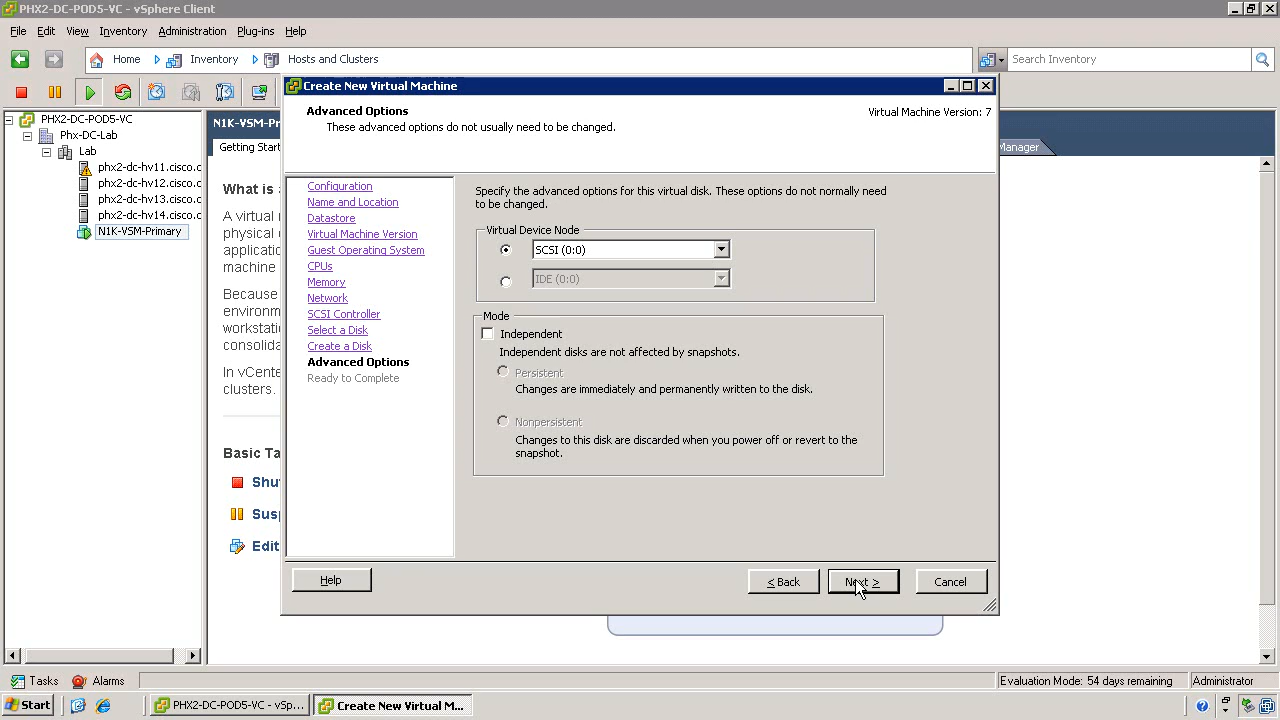 PHX2-DC-POD5-VC - vSphere Client
File Edit View Inventory Administration Plug-ins Help
Home Inventory Hosts and Clusters Search Inventory
PHX2-DC-POD5-VC
Phx-DC-Lab
Lab
phx2-dc-hv11.cisco.c
phx2-dc-hv12.cisco.c
phx2-dc-hv13.cisco.c
phx2-dc-hv14.cisco.c
N1K-VSM-Primary
N1K-VSM-Pr
Getting Start
Manager
What is
A virtual
physical
applicatio
machine
Because
environm
workstati
consolida
In vCente
clusters.
Basic Ta
Shu
Sus
Edit
Create New Virtual Machine
Advanced Options
These advanced options do not usually need to be changed.
Virtual Machine Version: 7
Configuration
Name and Location
Datastore
Virtual Machine Version
Guest Operating System
CPUs
Memory
Network
SCSI Controller
Select a Disk
Create a Disk
Advanced Options
Ready to Complete
Specify the advanced options for this virtual disk. These options do not normally need
to be changed.
Virtual Device Node
SCSI (0:0)
IDE (0:0)
Mode
Independent
Independent disks are not affected by snapshots.
Persistent
Changes are immediately and permanently written to the disk.
Nonpersistent
Changes to this disk are discarded when you power off or revert to the
snapshot.
Help < Back Next > Cancel
Tasks Alarms Evaluation Mode: 54 days remaining Administrator
Start PHX2-DC-POD5-VC - vSp... Create New Virtual M...